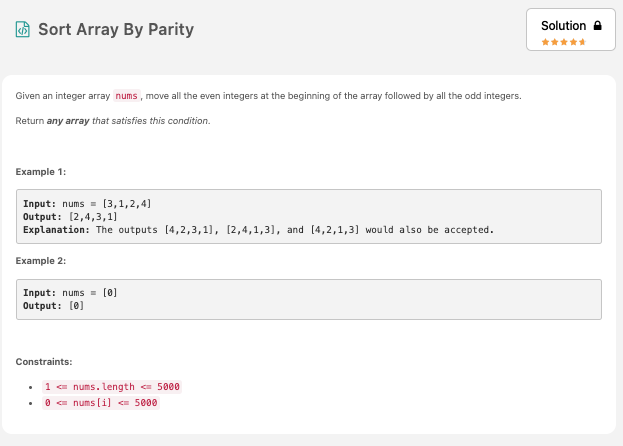 Sort Array By Parity
Solution
Given an integer array nums, move all the even integers at the beginning of the array followed by all the odd integers.
Return any array that satisfies this condition.
Example 1:
Input: nums = [3,1,2,4]
Output: [2,4,3,1]
Explanation: The outputs [4,2,3,1], [2,4,1,3], and [4,2,1,3] would also be accepted.
Example 2:
Input: nums = [0]
Output: [0]
Constraints:
• 1 <= nums.length <= 5000
• 0 <= nums[i] <= 5000